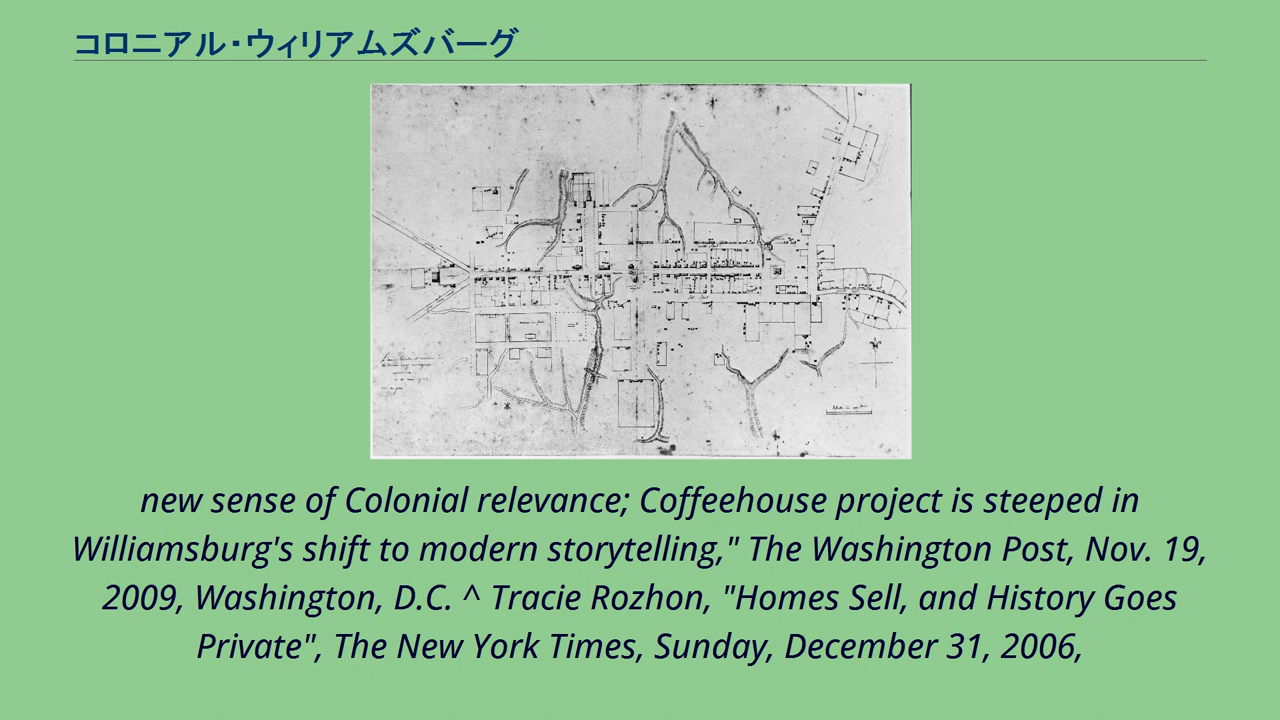 コロニアル・ウィリアムズバーグ
new sense of Colonial relevance; Coffeehouse project is steeped in
Williamsburg's shift to modern storytelling," The Washington Post, Nov. 19,
2009, Washington, D.C. ^ Tracie Rozhon, "Homes Sell, and History Goes
Private", The New York Times, Sunday, December 31, 2006,